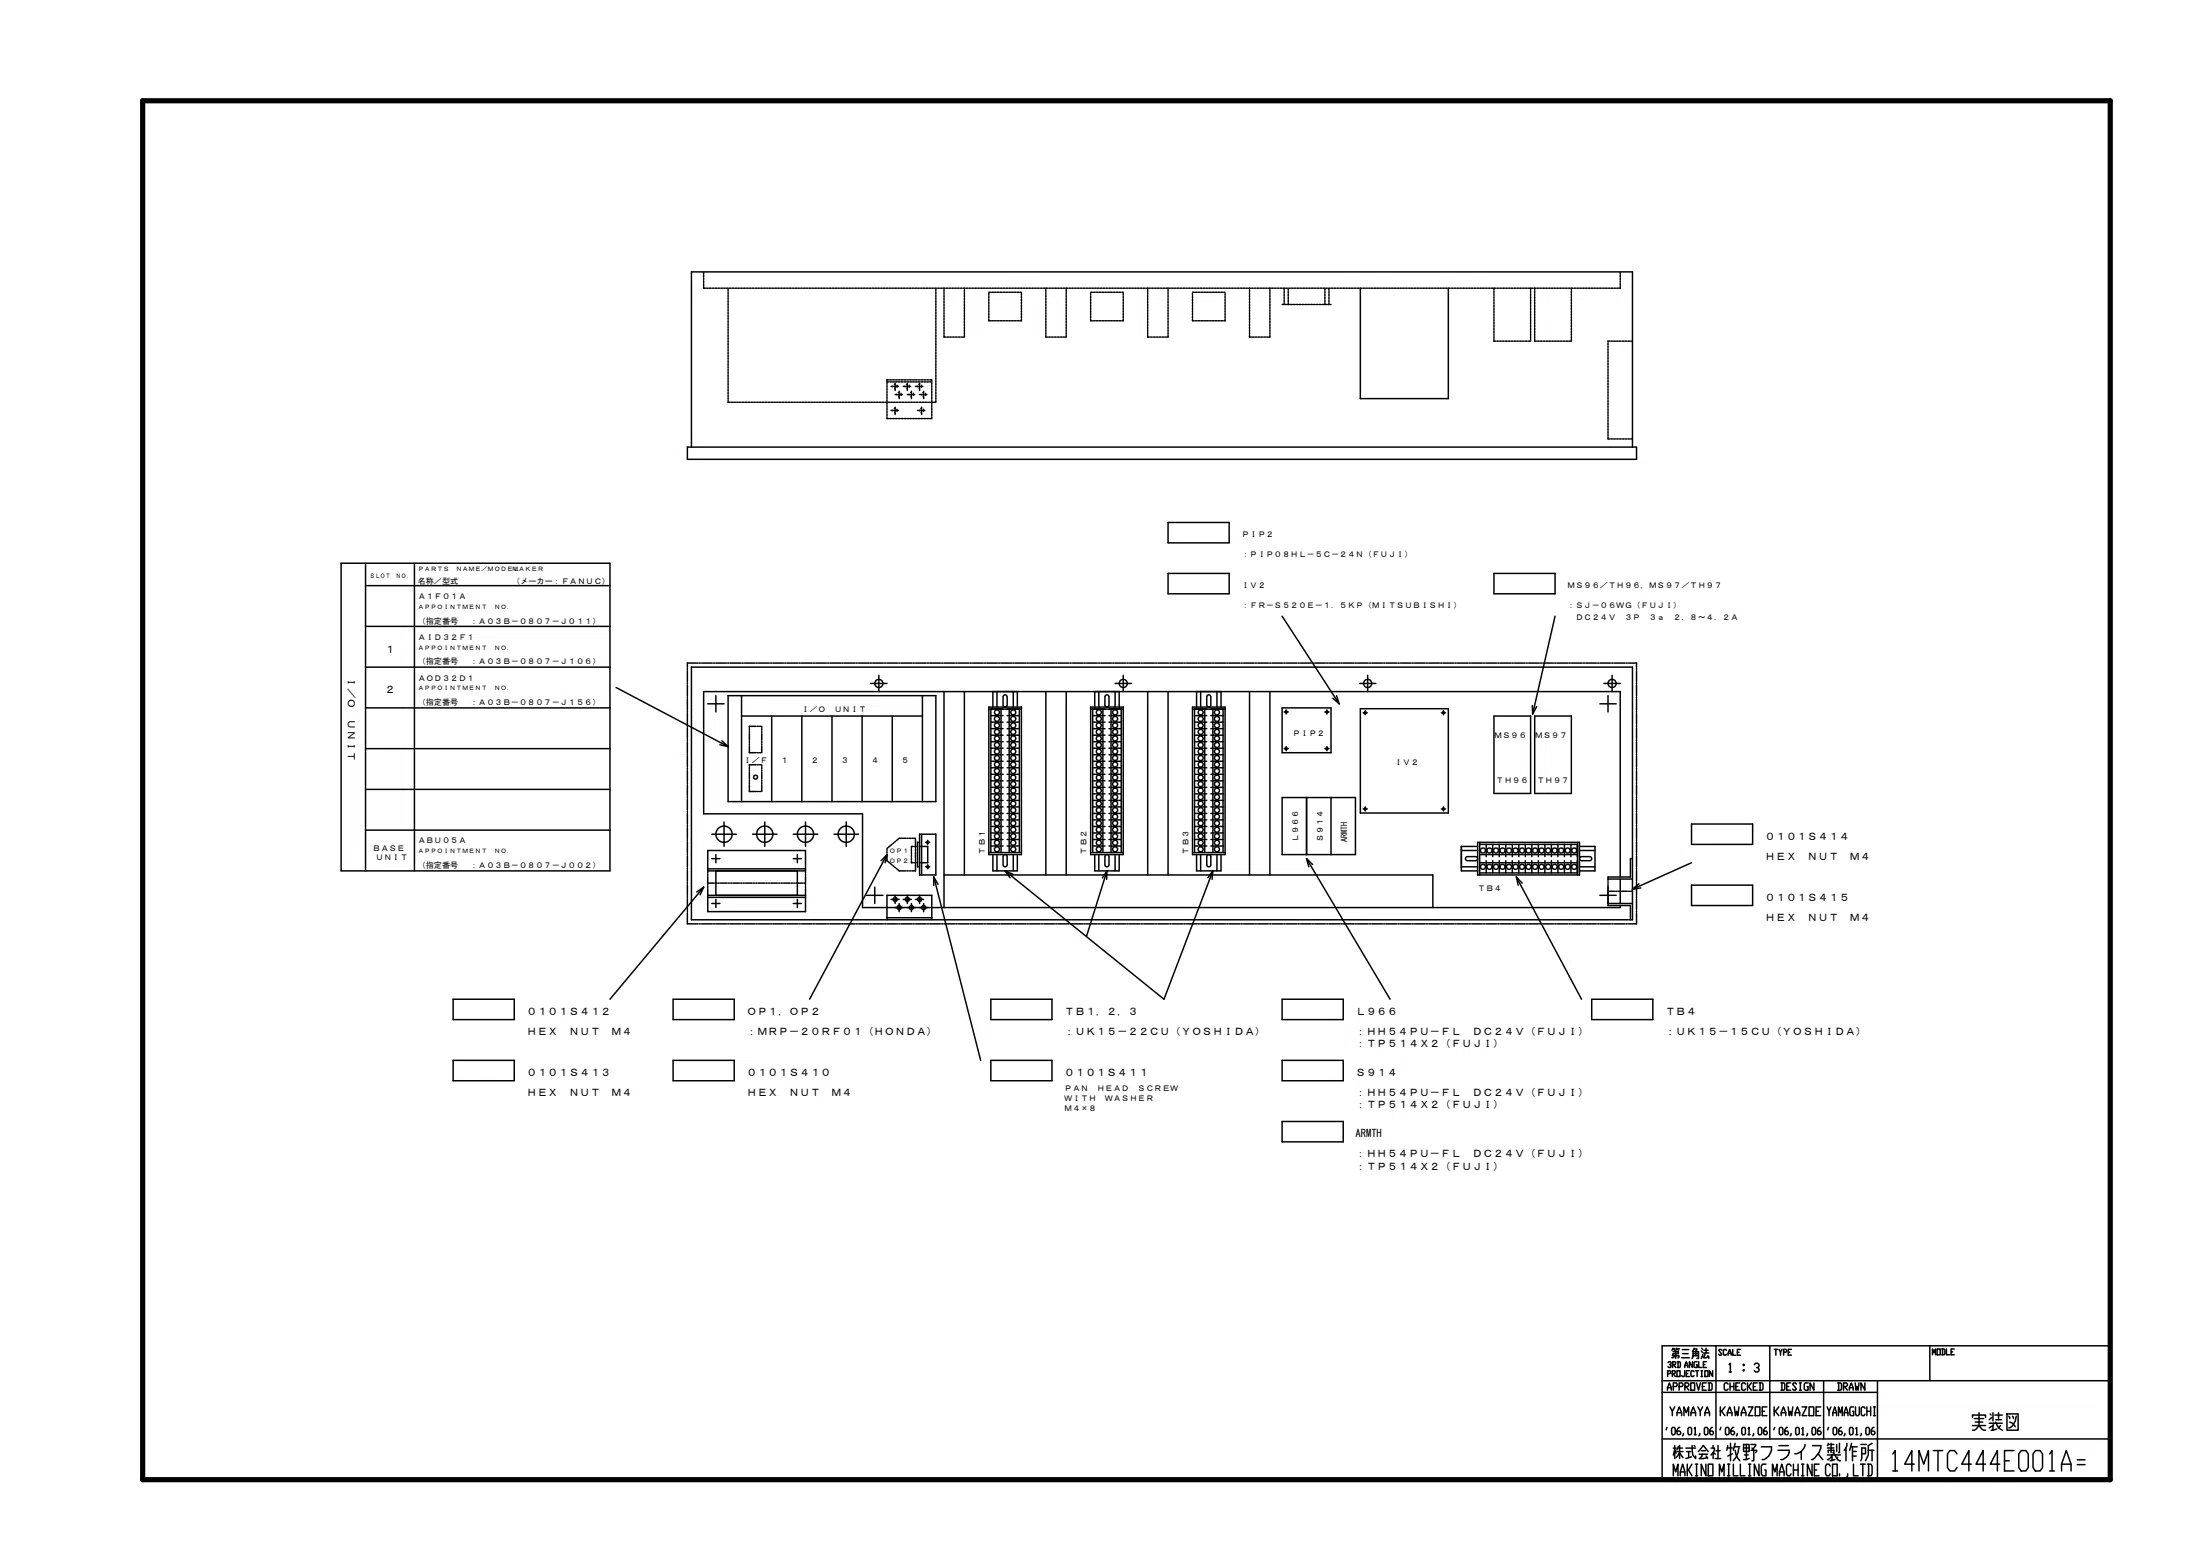 PIP2
:PIP08HL-5C-24N(FUJI)
IV2
:FR-S520E-1.5KP(MITSUBISHI)
MS96/TH96,MS97/TH97
:SJ-06WG(FUJI)
DC24V 3P 3a 2.8~4.2A
I/O UNIT
SLOT NO.
PARTS NAME/MODEL
MAKER
名称/型式
(メーカー:FANUC)
A1F01A
APPOINTMENT NO.
(指定番号 :A03B-0807-J011)
1
AID32F1
APPOINTMENT NO.
(指定番号 :A03B-0807-J106)
2
AOD32D1
APPOINTMENT NO.
(指定番号 :A03B-0807-J156)
BASE
UNIT
ABU05A
APPOINTMENT NO.
(指定番号 :A03B-0807-J002)
I/O UNIT
I/F
1
2
3
4
5
OP1
OP2
TB1
TB2
TB3
PIP2
IV2
MS96
MS97
TH96
TH97
L966
S914
ARMTH
TB4
0101S414
HEX NUT M4
0101S415
HEX NUT M4
0101S412
HEX NUT M4
0101S413
HEX NUT M4
OP1,OP2
:MRP-20RF01(HONDA)
0101S410
HEX NUT M4
TB1,2,3
:UK15-22CU(YOSHIDA)
0101S411
PAN HEAD SCREW
WITH WASHER
M4×8
L966
:HH54PU-FL DC24V(FUJI)
:TP514X2(FUJI)
S914
:HH54PU-FL DC24V(FUJI)
:TP514X2(FUJI)
ARMTH
:HH54PU-FL DC24V(FUJI)
:TP514X2(FUJI)
TB4
:UK15-15CU(YOSHIDA)
第三角法
3RD ANGLE
PROJECTION
SCALE
1:3
TYPE
MODLE
APPROVED
CHECKED
DESIGN
DRAWN
YAMAYA
KAWAZOE
KAWAZOE
YAMAGUCHI
'06,01,06
'06,01,06
'06,01,06
'06,01,06
実装図
株式会社 牧野フライス製作所
MAKINO MILLING MACHINE CO.,LTD
14MTC444E001A=